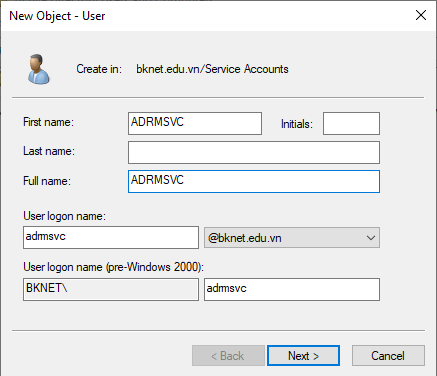 New Object - User
Create in: bknet.edu.vn/Service Accounts
First name: ADRMSVC Initials:
Last name:
Full name: ADRMSVC
User logon name:
admsvc @bknet.edu.vn
User logon name (pre-Windows 2000):
BKNET\ admsvc
< Back Next > Cancel